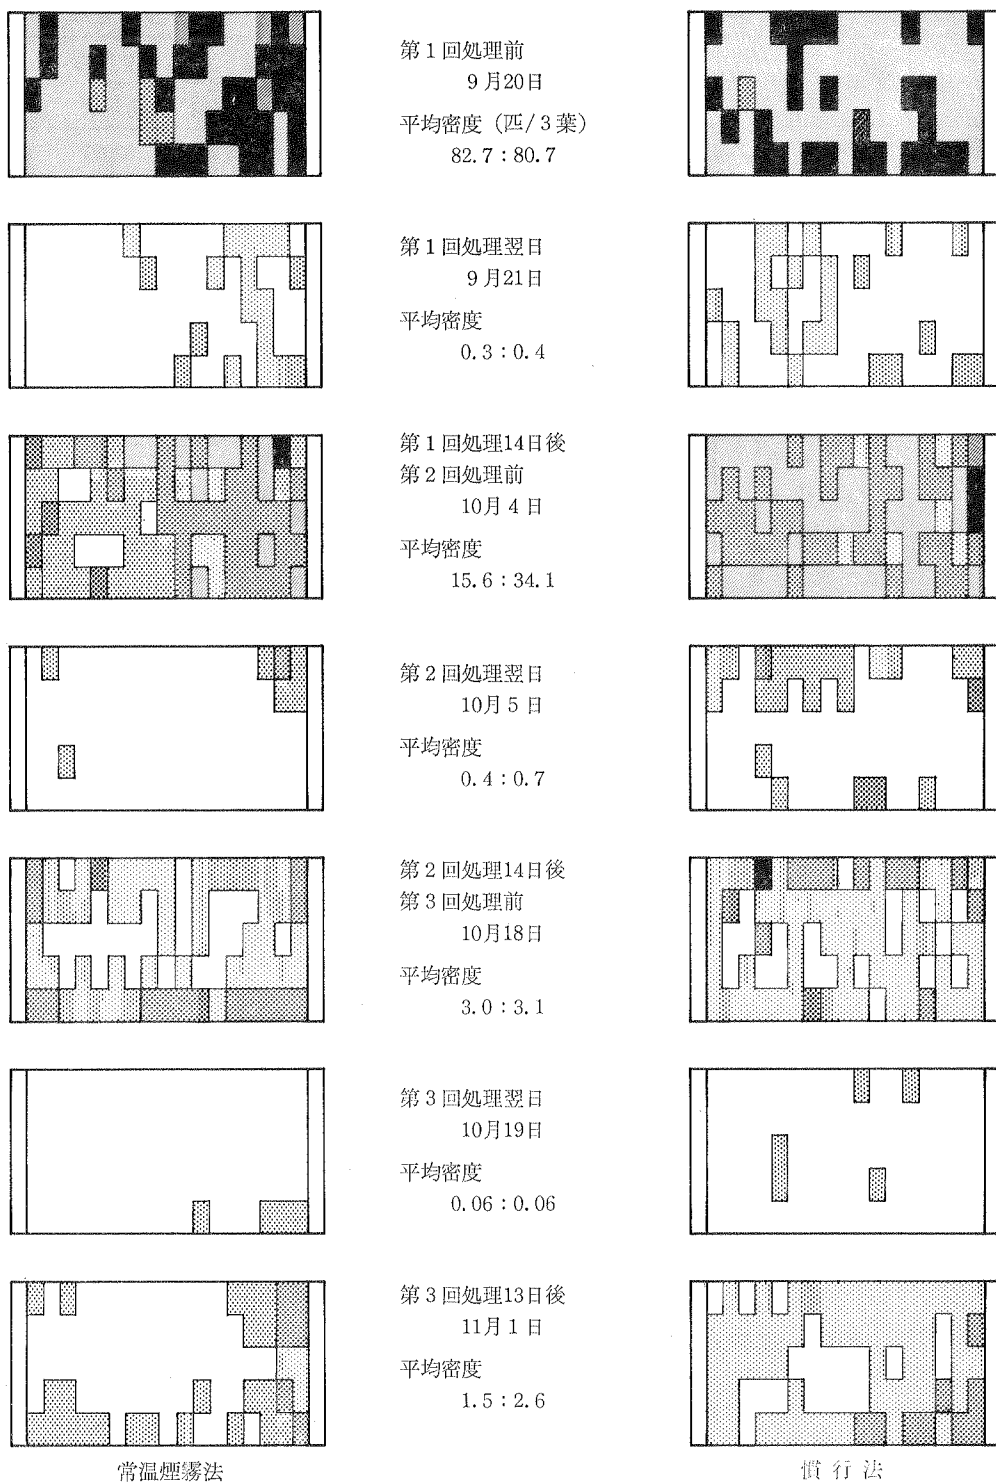 第1回処理前
9月20日
平均密度（匹/3葉）
82.7：80.7
第1回処理翌日
9月21日
平均密度
0.3：0.4
第1回処理14日後
第2回処理前
10月4日
平均密度
15.6：34.1
第2回処理翌日
10月5日
平均密度
0.4：0.7
第2回処理14日後
第3回処理前
10月18日
平均密度
3.0：3.1
第3回処理翌日
10月19日
平均密度
0.06：0.06
第3回処理13日後
11月1日
平均密度
1.5：2.6
常温煙霧法
慣行法